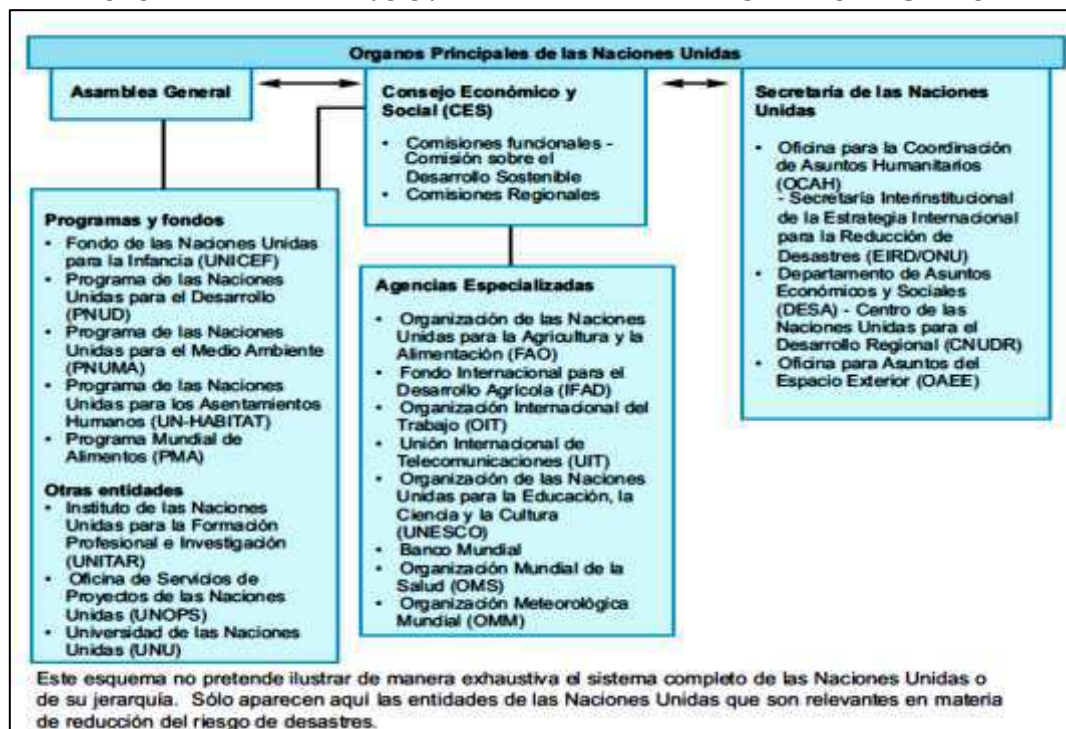 Organos Principales de las Naciones Unidas
Asamblea General
Programas y fondos
• Fondo de las Naciones Unidas
para la Infancia (UNICEF)
• Programa de las Naciones
Unidas para el Desarrollo
(PNUD)
• Programa de las Naciones
Unidas para el Medio Ambiente
(PNUMA)
• Programa de las Naciones
Unidas para los Asentamientos
Humanos (UN-HABITAT)
• Programa Mundial de
Alimentos (PMA)
Otras entidades
• Instituto de las Naciones
Unidas para la Formación
Profesional e Investigación
(UNITAR)
• Oficina de Servicios de
Proyectos de las Naciones
Unidas (UNOPS)
• Universidad de las Naciones
Unidas (UNU)
Consejo Económico y
Social (CES)
• Comisiones funcionales -
Comisión sobre el
Desarrollo Sostenible
• Comisiones Regionales
Agencias Especializadas
• Organización de las Naciones
Unidas para la Agricultura y la
Alimentación (FAO)
• Fondo Internacional para el
Desarrollo Agrícola (IFAD)
• Organización Internacional del
Trabajo (OIT)
• Unión Internacional de
Telecomunicaciones (UIT)
• Organización de las Naciones
Unidas para la Educación, la
Ciencia y la Cultura
(UNESCO)
• Banco Mundial
• Organización Mundial de la
Salud (OMS)
• Organización Meteorológica
Mundial (OMM)
Secretaría de las Naciones
Unidas
• Oficina para la Coordinación
de Asuntos Humanitarios
(OCAH)
- Secretaría Interinstitucional
de la Estrategia Internacional
para la Reducción de
Desastres (EIRD/ONU)
• Departamento de Asuntos
Económicos y Sociales
(DESA) - Centro de las
Naciones Unidas para el
Desarrollo Regional (CNUDR)
• Oficina para Asuntos del
Espacio Exterior (OAEE)
Este esquema no pretende ilustrar de manera exhaustiva el sistema completo de las Naciones Unidas o
de su jerarquía. Sólo aparecen aquí las entidades de las Naciones Unidas que son relevantes en materia
de reducción del riesgo de desastres.